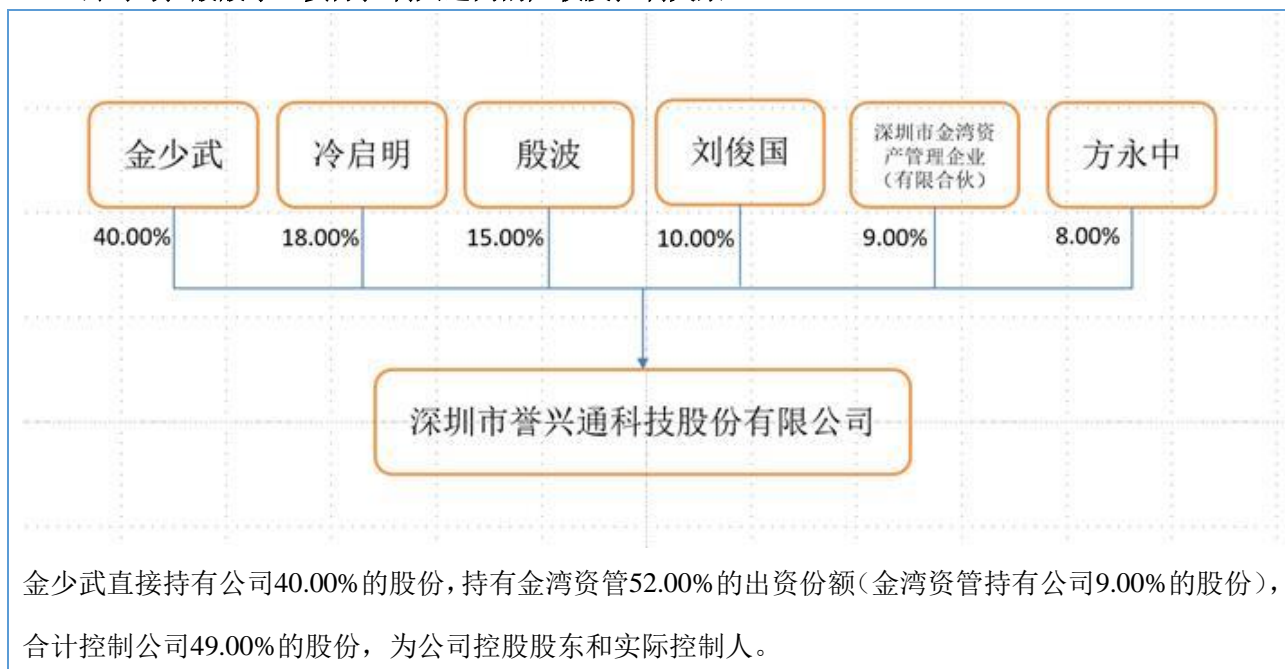 金少武
冷启明
殷波
刘俊国
深圳市金湾资
产管理企业
（有限合伙）
方永中
40.00%
18.00%
15.00%
10.00%
9.00%
8.00%
深圳市誉兴通科技股份有限公司
金少武直接持有公司40.00%的股份，持有金湾资管52.00%的出资份额（金湾资管持有公司9.00%的股份），
合计控制公司49.00%的股份，为公司控股股东和实际控制人。